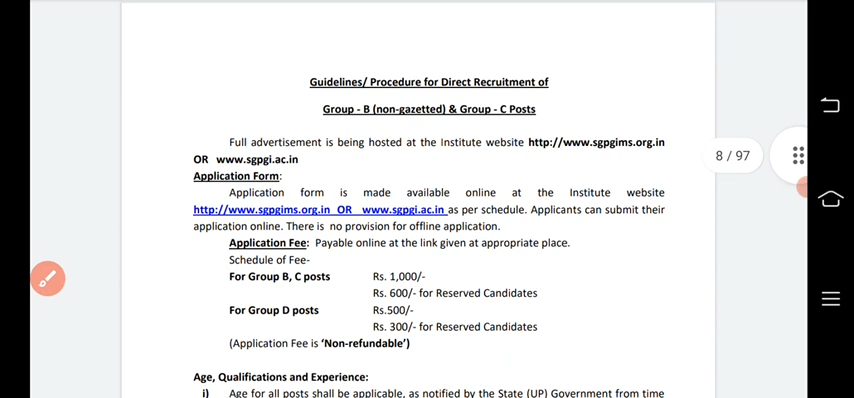 Guidelines/ Procedure for Direct Recruitment of
Group - B (non-gazetted) & Group - C Posts
Full advertisement is being hosted at the Institute website http://www.sgpgims.org.in
OR www.sgpgi.ac.in
Application Form:
Application form is made available online at the Institute website
http://www.sgpgims.org.in OR www.sgpgi.ac.in as per schedule. Applicants can submit their
application online. There is no provision for offline application.
Application Fee: Payable online at the link given at appropriate place.
Schedule of Fee-
For Group B, C posts Rs. 1,000/-
Rs. 600/- for Reserved Candidates
For Group D posts Rs.500/-
Rs. 300/- for Reserved Candidates
(Application Fee is ‘Non-refundable’)
Age, Qualifications and Experience:
i) Age for all posts shall be applicable, as notified by the State (UP) Government from time
8 / 97